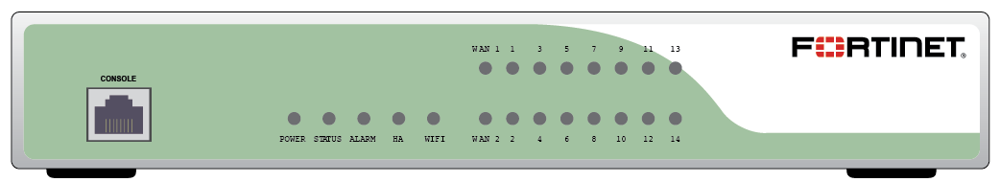 WAN 1 1 3 5 7 9 11 13
FORTINET®
CONSOLE
POWER STATUS ALARM HA WIFI WAN 2 2 4 6 8 10 12 14